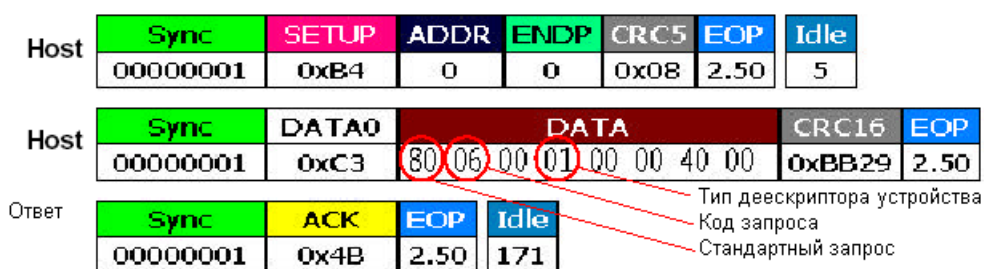 Host Sync SETUP ADDR ENDP CRC5 EOP Idle
00000001 0xB4 0 0 0x08 2.50 5
Host Sync DATA0 DATA CRC16 EOP
00000001 0xC3 80 06 00 01 00 00 40 00 0xBB29 2.50
Тип деескриптора устройства
Ответ Sync ACK EOP Idle Код запроса
00000001 0x4B 2.50 171 Стандартный запрос